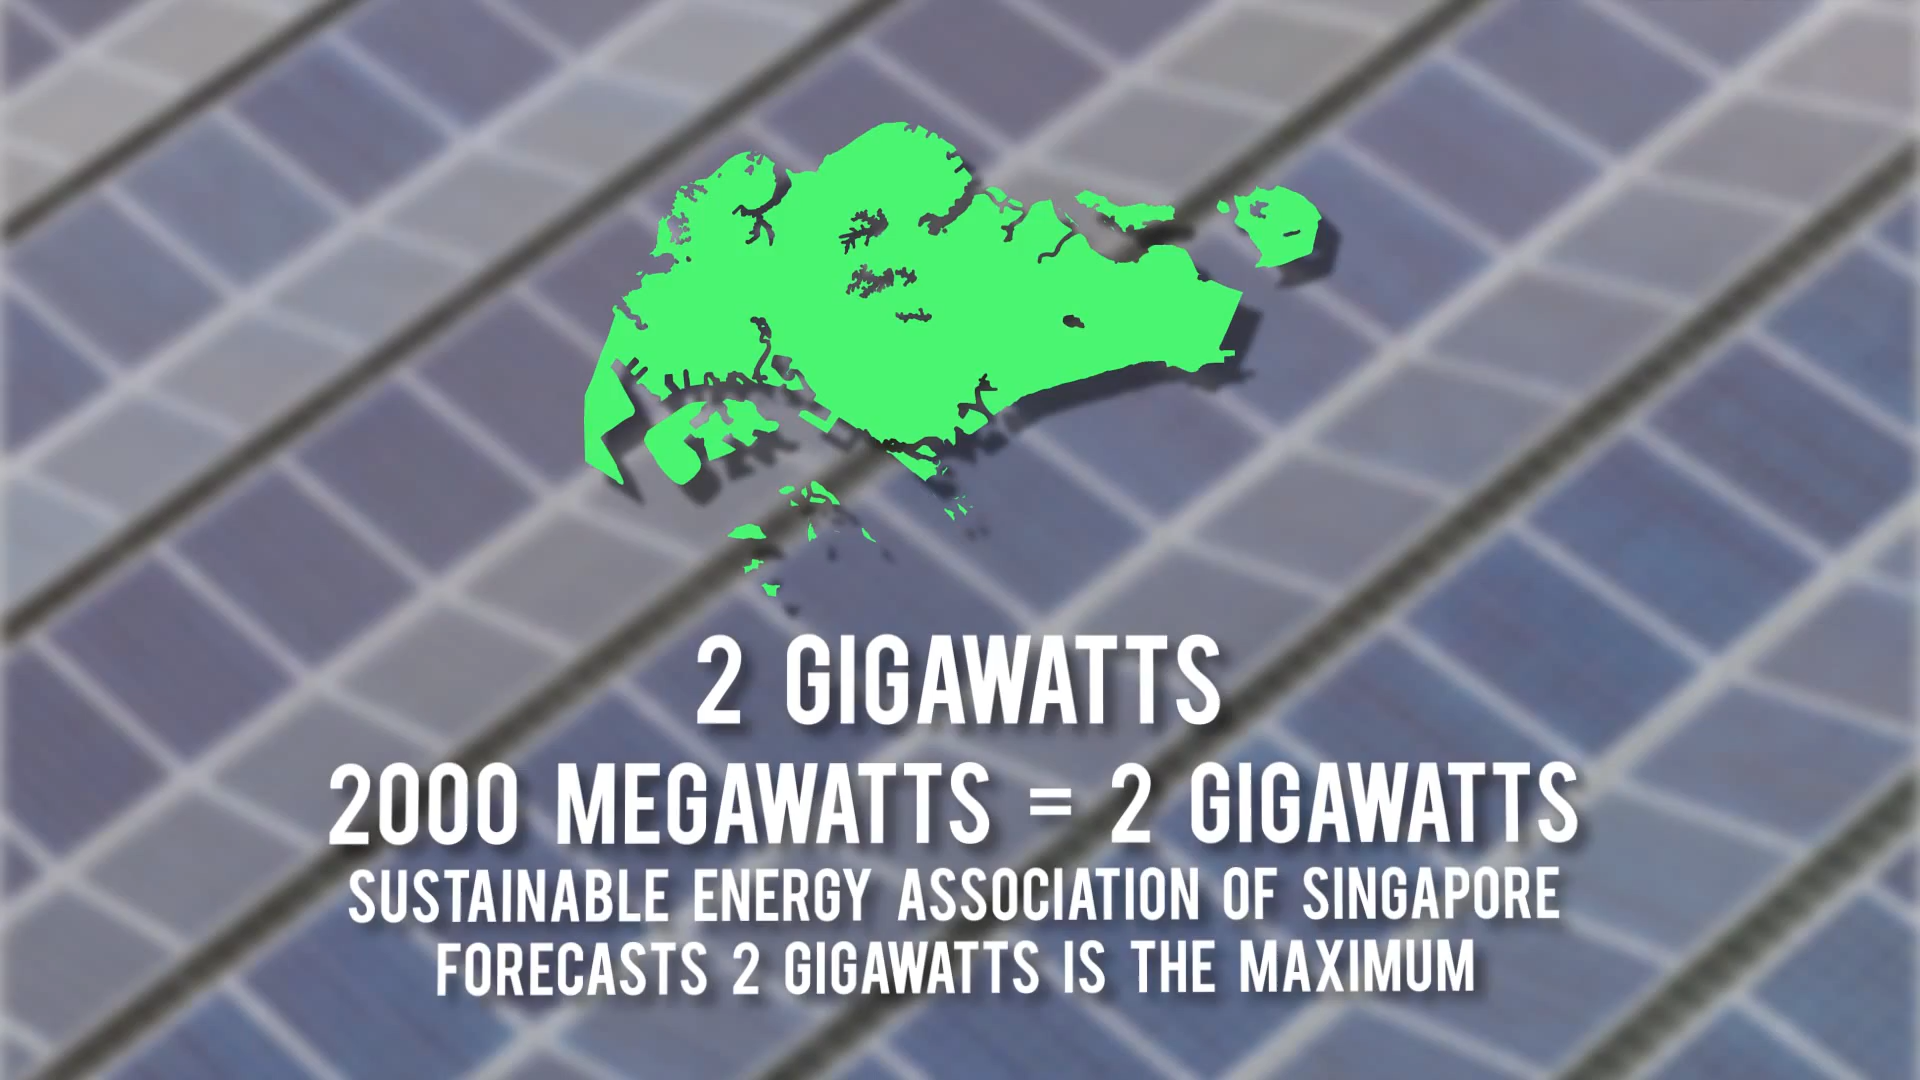 2 GIGAWATTS
2000 MEGAWATTS = 2 GIGAWATTS
SUSTAINABLE ENERGY ASSOCIATION OF SINGAPORE
FORECASTS 2 GIGAWATTS IS THE MAXIMUM